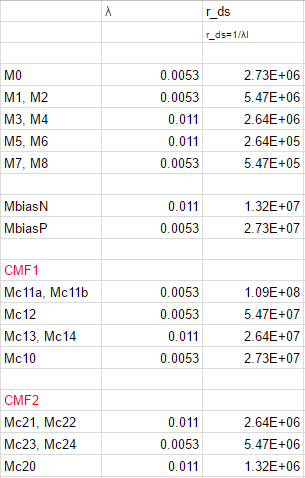 λ r_ds
r_ds=1/λI
M0 0.0053 2.73E+06
M1, M2 0.0053 5.47E+06
M3, M4 0.011 2.64E+06
M5, M6 0.011 2.64E+05
M7, M8 0.0053 5.47E+05
MbiasN 0.011 1.32E+07
MbiasP 0.0053 2.73E+07
CMF1
Mc11a, Mc11b 0.0053 1.09E+08
Mc12 0.0053 5.47E+07
Mc13, Mc14 0.011 2.64E+07
Mc10 0.0053 2.73E+07
CMF2
Mc21, Mc22 0.011 2.64E+06
Mc23, Mc24 0.0053 5.47E+06
Mc20 0.011 1.32E+06